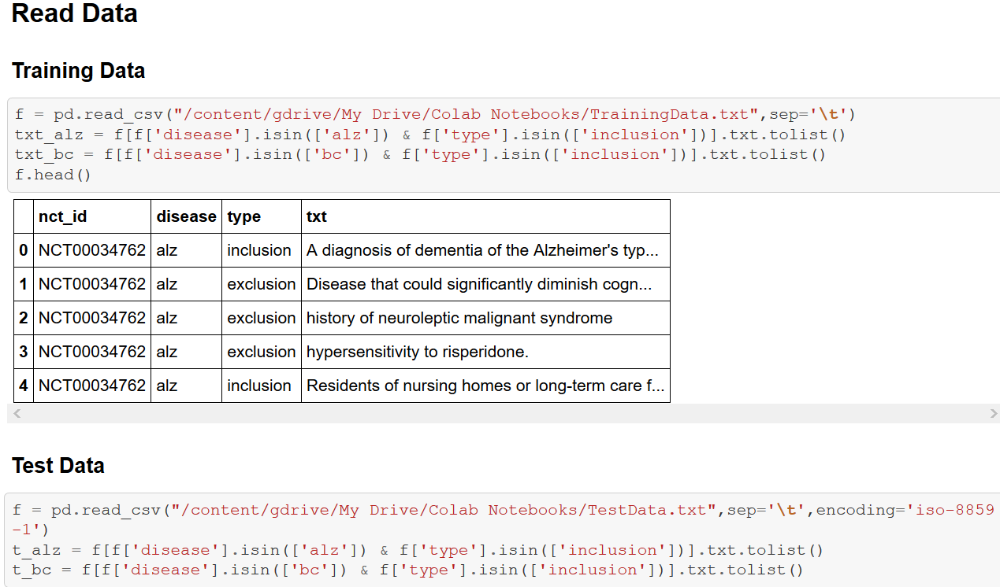 Read Data
Training Data
f = pd.read_csv("/content/gdrive/My Drive/Colab Notebooks/TrainingData.txt",sep='\t')
txt_alz = f[f['disease'].isin(['alz']) & f['type'].isin(['inclusion'])].txt.tolist()
txt_bc = f[f['disease'].isin(['bc']) & f['type'].isin(['inclusion'])].txt.tolist()
f.head()
nct_id disease type txt
0 NCT00034762 alz inclusion A diagnosis of dementia of the Alzheimer's typ...
1 NCT00034762 alz exclusion Disease that could significantly diminish cogn...
2 NCT00034762 alz exclusion history of neuroleptic malignant syndrome
3 NCT00034762 alz exclusion hypersensitivity to risperidone.
4 NCT00034762 alz inclusion Residents of nursing homes or long-term care f...
Test Data
f = pd.read_csv("/content/gdrive/My Drive/Colab Notebooks/TestData.txt",sep='\t',encoding='iso-8859
-1')
t_alz = f[f['disease'].isin(['alz']) & f['type'].isin(['inclusion'])].txt.tolist()
t_bc = f[f['disease'].isin(['bc']) & f['type'].isin(['inclusion'])].txt.tolist()